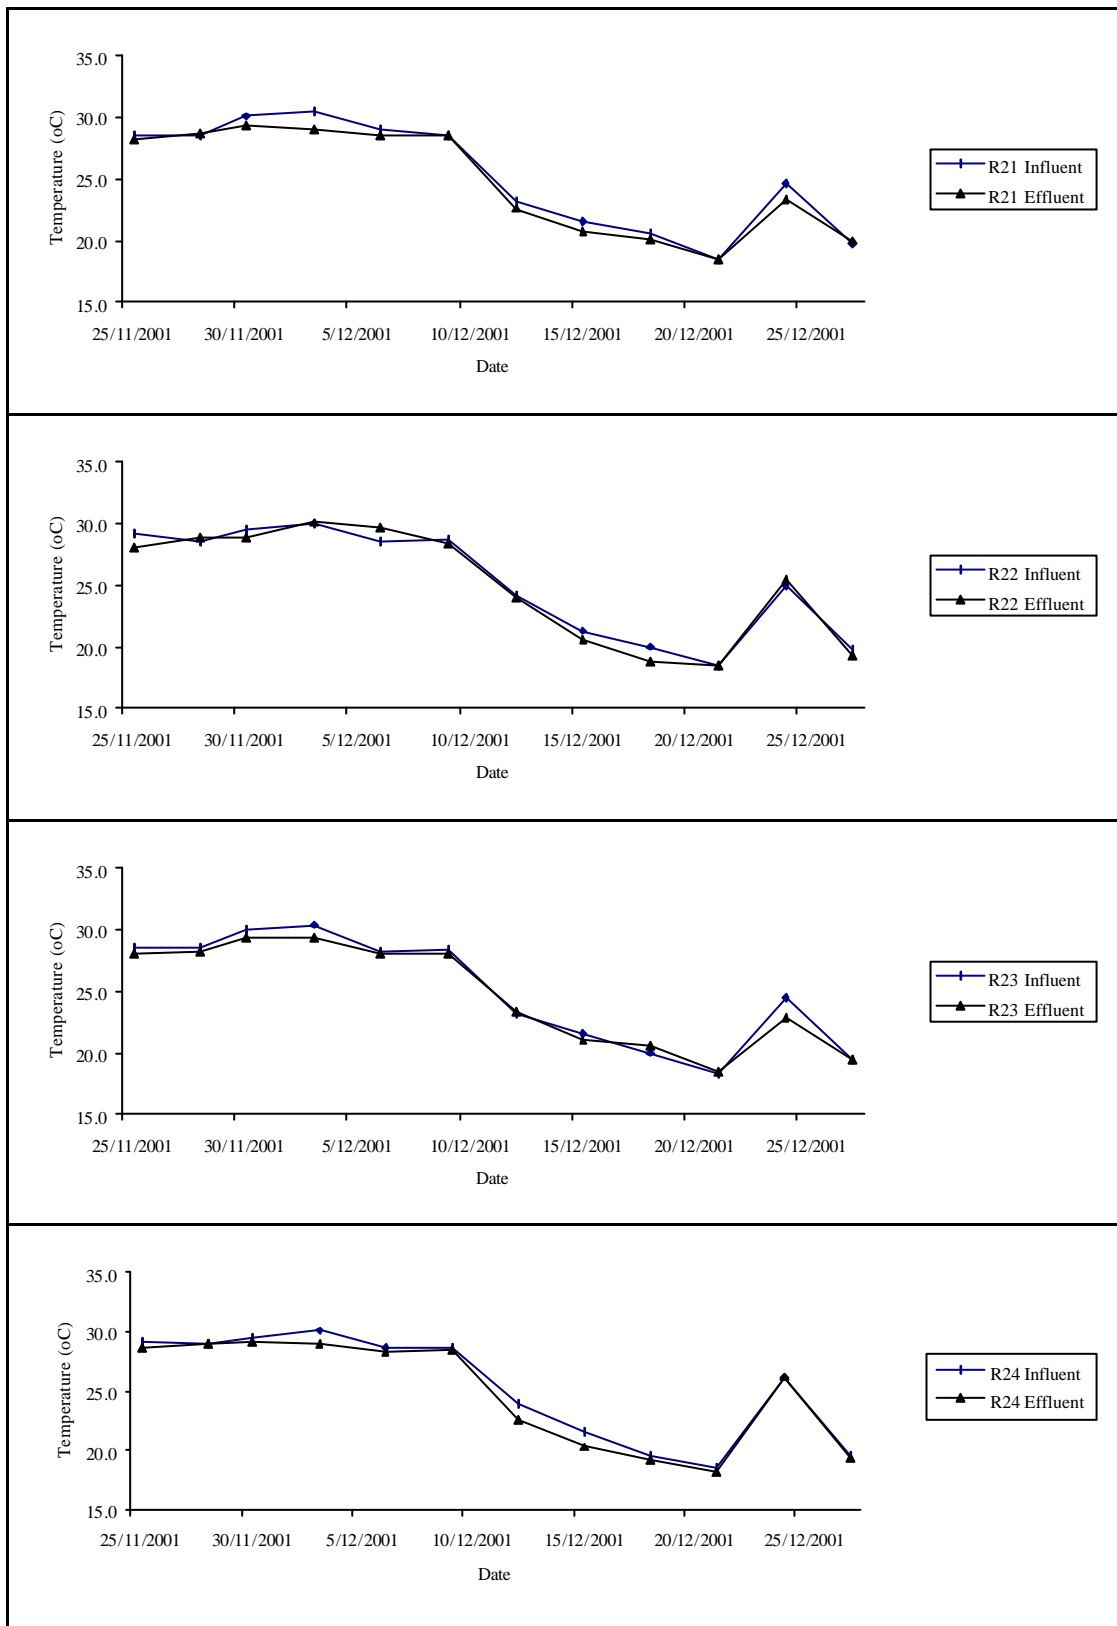 35.0
30.0
25.0
20.0
15.0
Temperature (oC)
25/11/2001 30/11/2001 5/12/2001 10/12/2001 15/12/2001 20/12/2001 25/12/2001
Date
R21 Influent
R21 Effluent
35.0
30.0
25.0
20.0
15.0
Temperature (oC)
25/11/2001 30/11/2001 5/12/2001 10/12/2001 15/12/2001 20/12/2001 25/12/2001
Date
R22 Influent
R22 Effluent
35.0
30.0
25.0
20.0
15.0
Temperature (oC)
25/11/2001 30/11/2001 5/12/2001 10/12/2001 15/12/2001 20/12/2001 25/12/2001
Date
R23 Influent
R23 Effluent
35.0
30.0
25.0
20.0
15.0
Temperature (oC)
25/11/2001 30/11/2001 5/12/2001 10/12/2001 15/12/2001 20/12/2001 25/12/2001
Date
R24 Influent
R24 Effluent